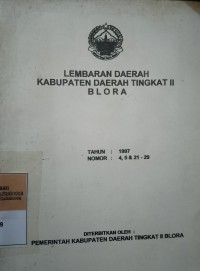 LEMBARAN DAERAH
KABUPATEN DAERAH TINGKAT II
BLORA
TAHUN : 1997
NOMOR : 4, 5 & 21 - 29
DITERBITKAN OLEH :
PEMERINTAH KABUPATEN DAERAH TINGKAT II BLORA